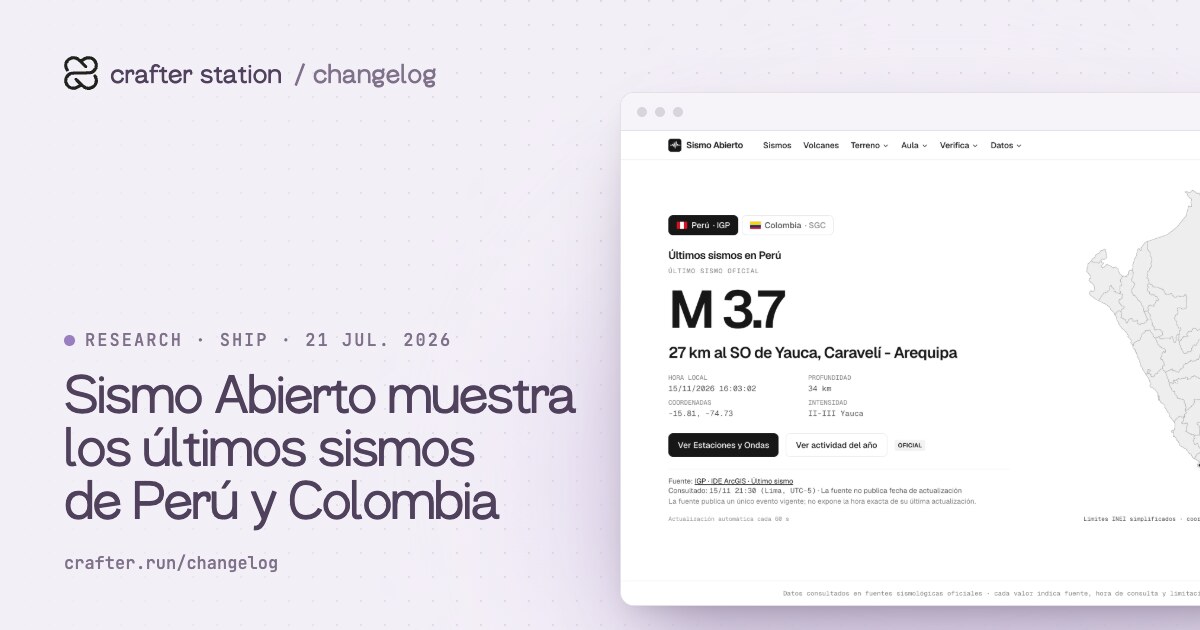 crafter station / changelog
RESEARCH · SHIP · 21 JUL. 2026
Sismo Abierto muestra
los últimos sismos
de Perú y Colombia
crafter.run/changelog
Sismo Abierto Sismos Volcanes Terreno Aula Verifica Datos
Perú · IGP Colombia · SGC
Últimos sismos en Perú
ÚLTIMO SISMO OFICIAL
M 3.7
27 km al SO de Yauca, Caravelí - Arequipa
HORA LOCAL PROFUNDIDAD
15/11/2026 16:03:02 34 km
COORDENADAS INTENSIDAD
-15.81, -74.73 II-III Yauca
Ver Estaciones y Ondas Ver actividad del año OFICIAL
Fuente: IGP · IDE ArcGIS · Último sismo
Consultado: 15/11 21:30 (Lima, UTC-5) · La fuente no publica fecha de actualización
La fuente publica un único evento vigente; no expone la hora exacta de su última actualización.
Actualización automática cada 60 s
Límites INEI simplificados · coor
Datos consultados en fuentes sismológicas oficiales · cada valor indica fuente, hora de consulta y limitaci